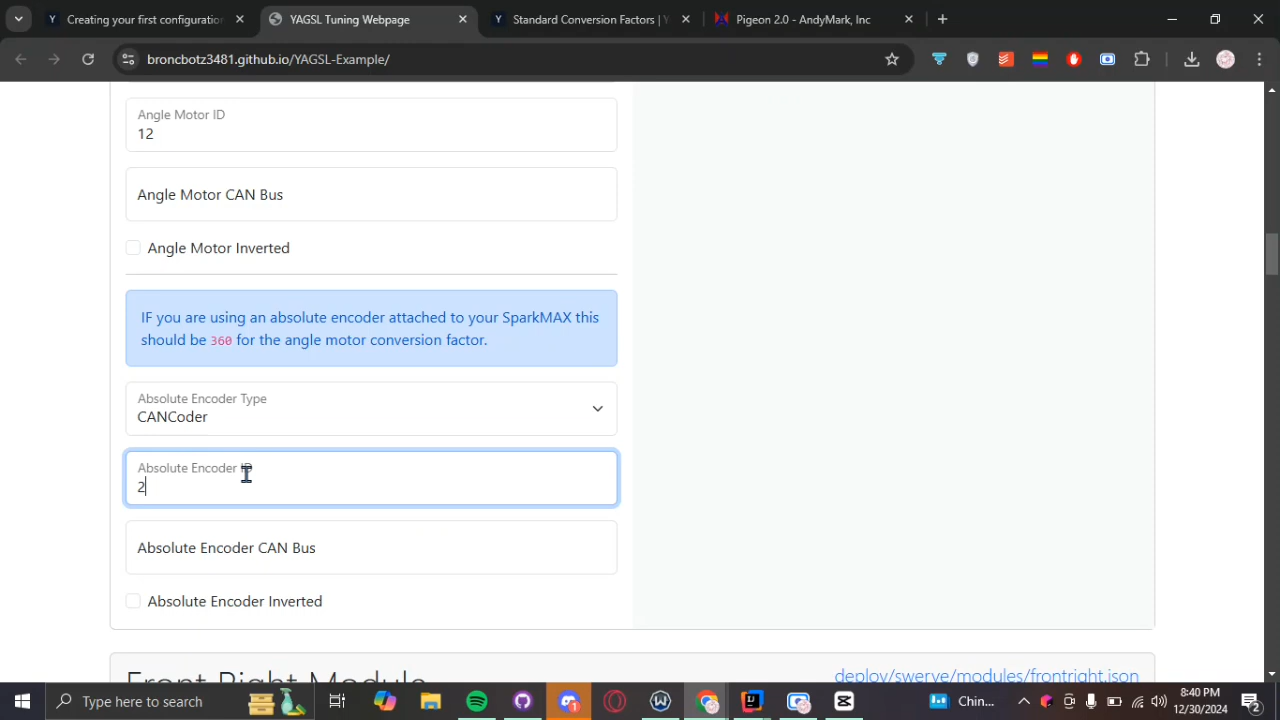 Creating your first configuration
YAGSL Tuning Webpage
Standard Conversion Factors | Y
Pigeon 2.0 - AndyMark, Inc
broncbotz3481.github.io/YAGSL-Example/
Angle Motor ID
12
Angle Motor CAN Bus
Angle Motor Inverted
IF you are using an absolute encoder attached to your SparkMAX this
should be 360 for the angle motor conversion factor.
Absolute Encoder Type
CANCoder
Absolute Encoder ID
2
Absolute Encoder CAN Bus
Absolute Encoder Inverted
Front Right Module
deploy/swerve/modules/frontright.json
Type here to search
Chin...
8:40 PM
12/30/2024
2